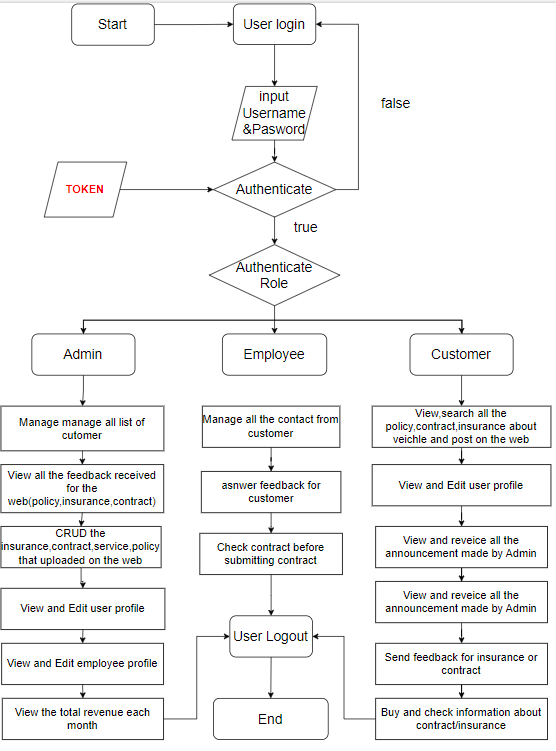 Start
User login
input
Username
&Pasword
false
TOKEN
Authenticate
true
Authenticate
Role
Admin
Employee
Customer
Manage manage all list of
cutomer
View all the feedback received
for the
web(policy,insurance,contract)
CRUD the
insurance,contract,service,policy
that uploaded on the web
View and Edit user profile
View and Edit employee profile
View the total revenue each
month
Manage all the contact from
customer
asnwer feedback for
customer
Check contract before
submitting contract
User Logout
End
View,search all the
policy,contract,insurance about
veichle and post on the web
View and Edit user profile
View and reveice all the
announcement made by Admin
View and reveice all the
announcement made by Admin
Send feedback for insurance or
contract
Buy and check information about
contract/insurance